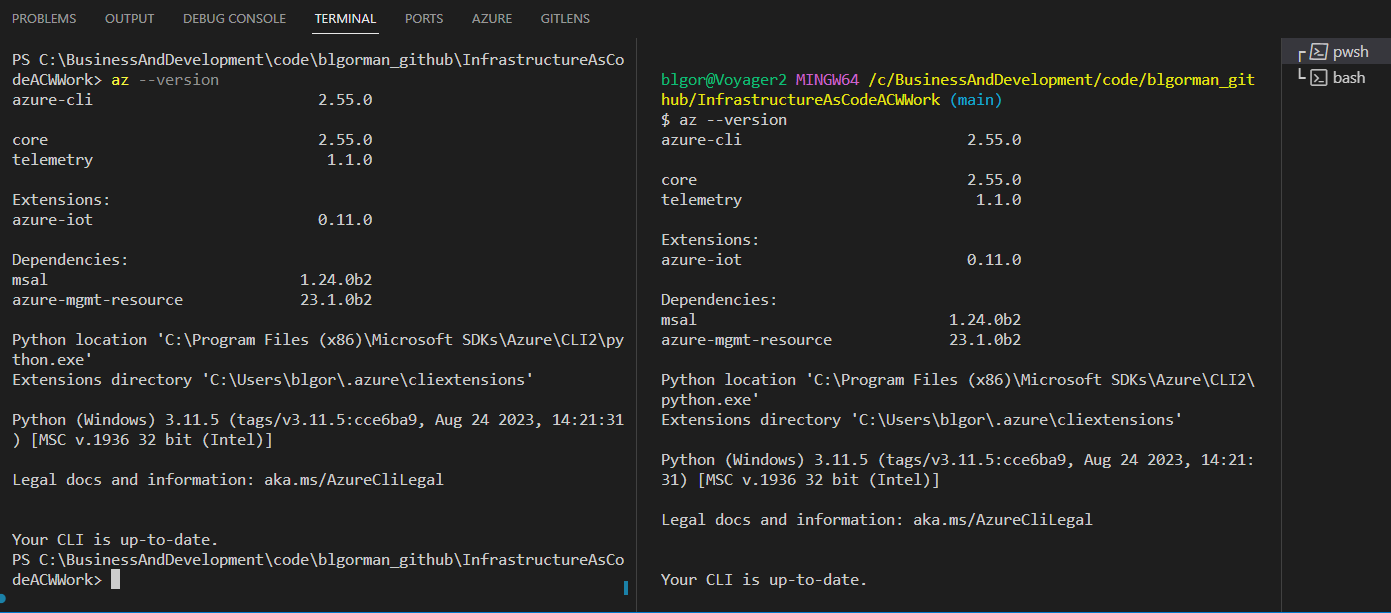 PROBLEMS OUTPUT DEBUG CONSOLE TERMINAL PORTS AZURE GITLENS
PS C:\BusinessAndDevelopment\code\blgorman_github\InfrastructureAsCo
deACWWork> az --version
azure-cli 2.55.0
core 2.55.0
telemetry 1.1.0
Extensions:
azure-iot 0.11.0
Dependencies:
msal 1.24.0b2
azure-mgmt-resource 23.1.0b2
Python location 'C:\Program Files (x86)\Microsoft SDKs\Azure\CLI2\py
thon.exe'
Extensions directory 'C:\Users\blgor\.azure\cliextensions'
Python (Windows) 3.11.5 (tags/v3.11.5:cce6ba9, Aug 24 2023, 14:21:31
) [MSC v.1936 32 bit (Intel)]
Legal docs and information: aka.ms/AzureCliLegal
Your CLI is up-to-date.
PS C:\BusinessAndDevelopment\code\blgorman_github\InfrastructureAsCo
deACWWork>
blgor@Voyager2 MINGW64 /c/BusinessAndDevelopment/code/blgorman_git
hub/InfrastructureAsCodeACWWork (main)
$ az --version
azure-cli 2.55.0
core 2.55.0
telemetry 1.1.0
Extensions:
azure-iot 0.11.0
Dependencies:
msal 1.24.0b2
azure-mgmt-resource 23.1.0b2
Python location 'C:\Program Files (x86)\Microsoft SDKs\Azure\CLI2\
python.exe'
Extensions directory 'C:\Users\blgor\.azure\cliextensions'
Python (Windows) 3.11.5 (tags/v3.11.5:cce6ba9, Aug 24 2023, 14:21:
31) [MSC v.1936 32 bit (Intel)]
Legal docs and information: aka.ms/AzureCliLegal
Your CLI is up-to-date.
pwsh
bash